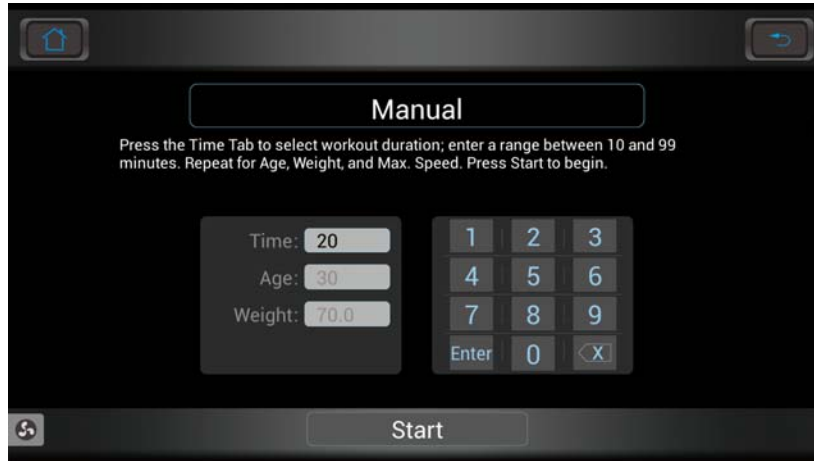 Manual
Press the Time Tab to select workout duration; enter a range between 10 and 99
minutes. Repeat for Age, Weight, and Max. Speed. Press Start to begin.
Time: 20
Age: 30
Weight: 70.0
1 2 3
4 5 6
7 8 9
Enter 0 X
Start